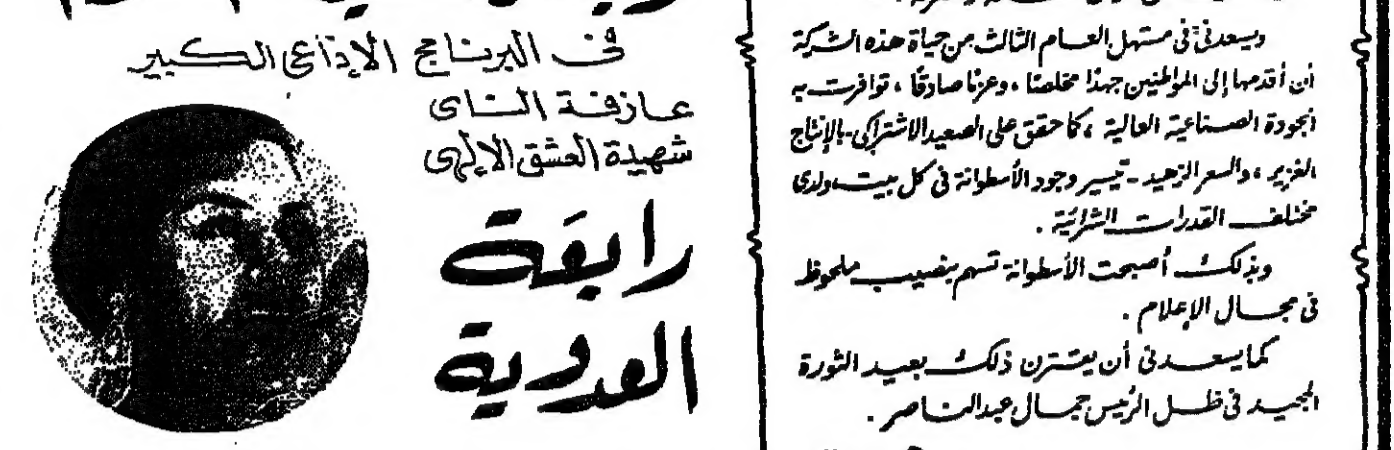 ويسعدنى فى مستهل العام الثالث من حياة هذه الشركة
أن أقدمها إلى المواطنين جهدًا مخلصًا ، وعزمًا صادقًا ، توافرت به
الجودة الصناعية العالية ، كما حقق على الصعيد الاشتراكى - بالإنتاج
الغزير ، والسعر الزهيد - تيسير وجود الأسطوانة فى كل بيت ، ولدى
مختلف القدرات الشرائية .
وبذلك أصبحت الأسطوانة تسهم بنصيب ملحوظ
فى مجال الإعلام .
كما يسعدنى أن يقترن ذلك بعيد الثورة
المجيد فى ظل الرئيس جمال عبد الناصر .
فى البرنامج الإذاعى الكبير
عازفة الناى
شهيدة العشق الالهى
رابعة
العدوية